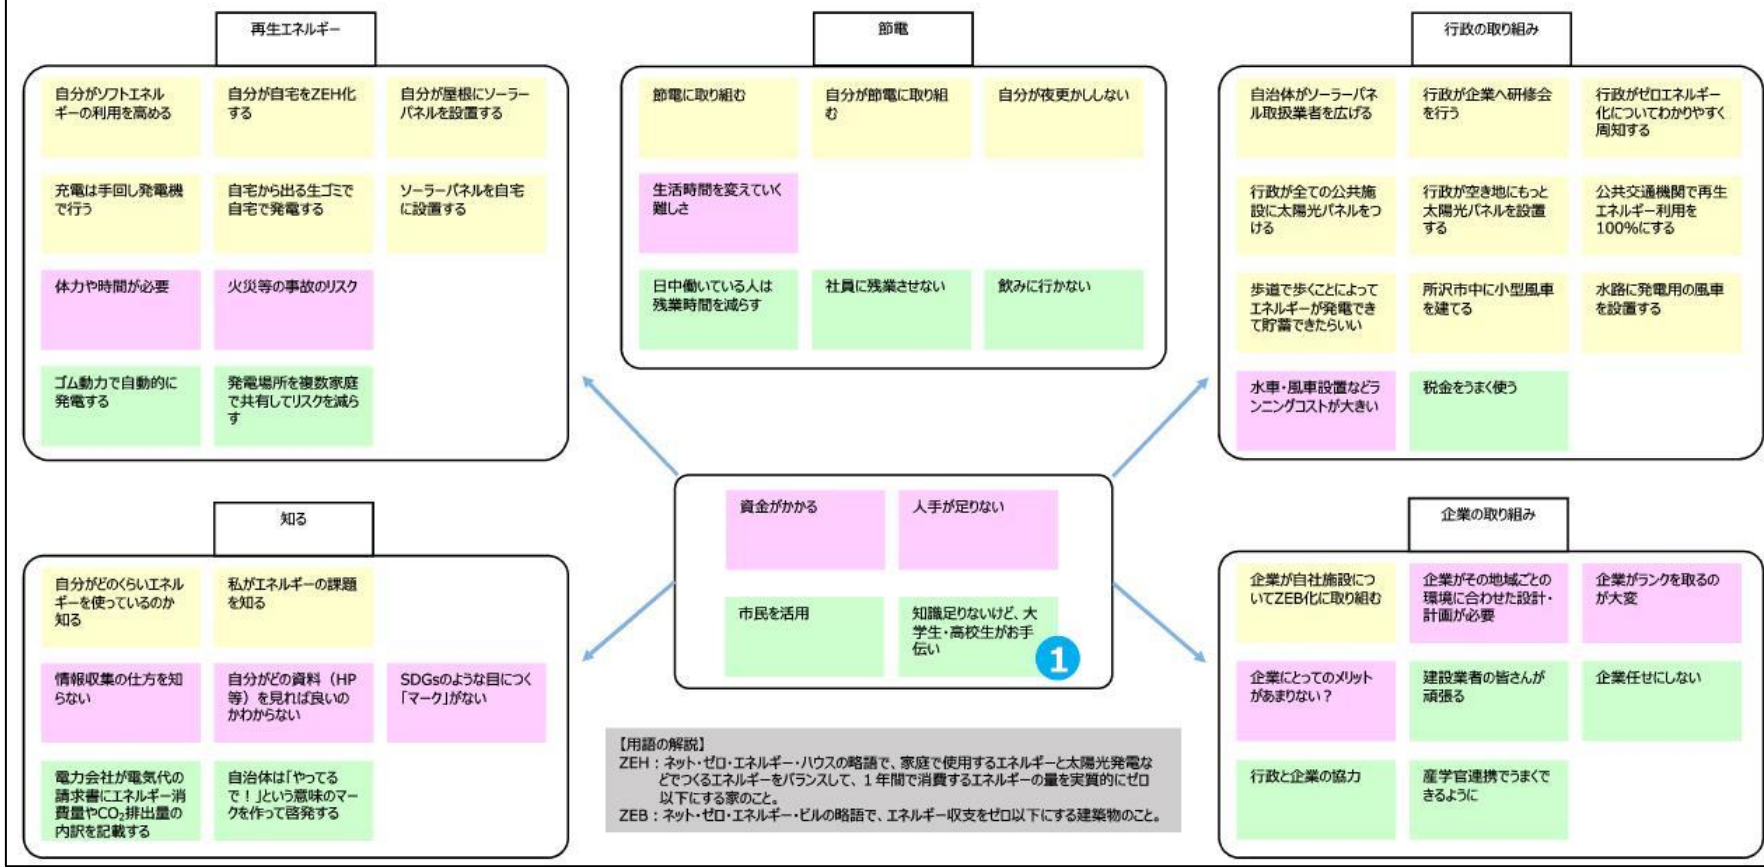 再生エネルギー
自分がソフトエネル
ギーの利用を高める
自分が自宅をZEH化
する
自分が屋根にソーラー
パネルを設置する
充電は手回し発電機
で行う
自宅から出る生ゴミで
自宅で発電する
ソーラーパネルを自宅
に設置する
体力や時間が必要
火災等の事故のリスク
ゴム動力で自動的に
発電する
発電場所を複数家庭
で共有してリスクを減ら
す
節電
節電に取り組む
自分が節電に取り組
む
自分が夜更かししない
生活時間を変えていく
難しさ
日中働いている人は
残業時間を減らす
社員に残業させない
飲みに行かない
行政の取り組み
自治体がソーラーパネ
ル取扱業者を広げる
行政が企業へ研修会
を行う
行政がゼロエネルギー
化についてわかりやすく
周知する
行政が全ての公共施
設に太陽光パネルをつ
ける
行政が空き地にもっと
太陽光パネルを設置
する
公共交通機関で再生
エネルギー利用を
100%にする
歩道で歩くことによって
エネルギーが発電でき
て貯蓄できたらいい
所沢市中に小型風車
を建てる
水路に発電用の風車
を設置する
水車・風車設置などラ
ンニングコストが大きい
税金をうまく使う
資金がかかる
人手が足りない
市民を活用
知識足りないけど、大
学生・高校生がお手
伝い
1
知る
自分がどのくらいエネル
ギーを使っているのか
知る
私がエネルギーの課題
を知る
情報収集の仕方を知
らない
自分がどの資料（HP
等）を見れば良いの
かわからない
SDGsのような目につく
「マーク」がない
電力会社が電気代の
請求書にエネルギー消
費量やCO₂排出量の
内訳を記載する
自治体は「やってる
で！」という意味のマー
クを作って啓発する
企業の取り組み
企業が自社施設につ
いてZEB化に取り組む
企業がその地域ごとの
環境に合わせた設計・
計画が必要
企業がランクを取るの
が大変
企業にとってのメリット
があまりない？
建設業者の皆さんが
頑張る
企業任せにしない
行政と企業の協力
産学官連携でうまくで
きるように
【用語の解説】
ZEH：ネット・ゼロ・エネルギー・ハウスの略語で、家庭で使用するエネルギーと太陽光発電な
どでつくるエネルギーをバランスして、１年間で消費するエネルギーの量を実質的にゼロ
以下にする家のこと。
ZEB：ネット・ゼロ・エネルギー・ビルの略語で、エネルギー収支をゼロ以下にする建築物のこと。